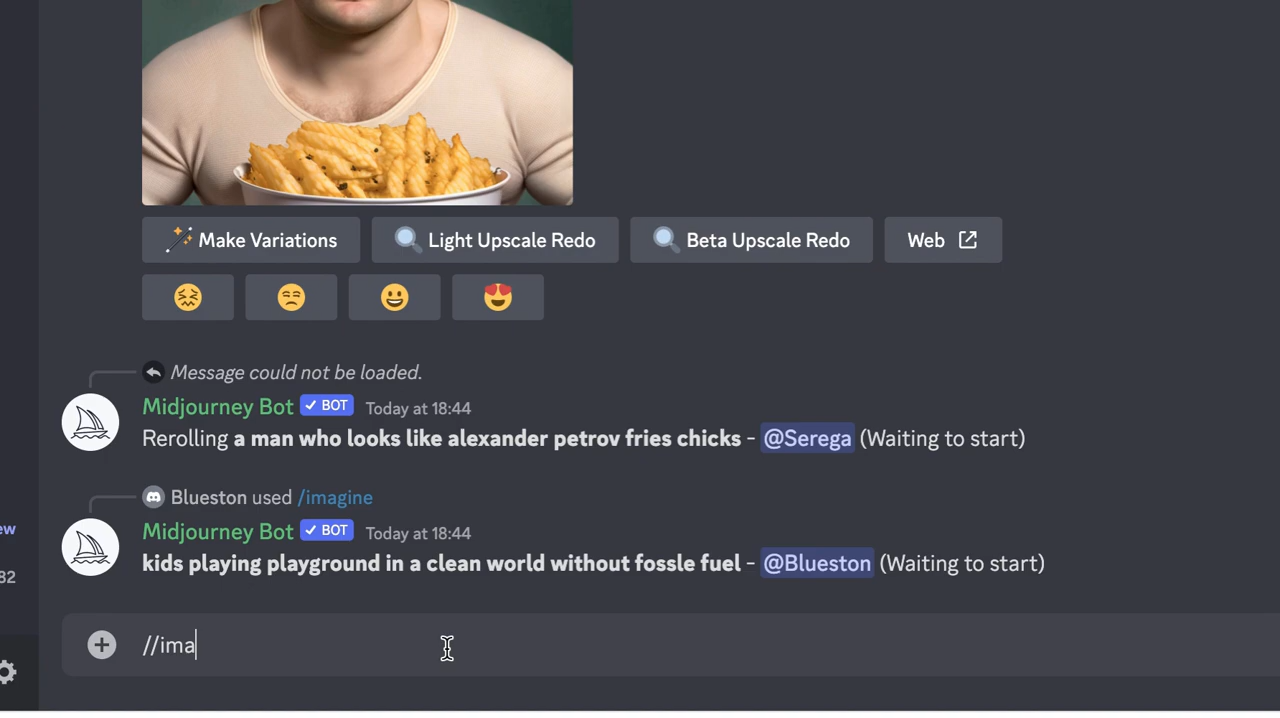 Make Variations
Light Upscale Redo
Beta Upscale Redo
Web
Message could not be loaded.
Midjourney Bot ✓ BOT Today at 18:44
Rerolling a man who looks like alexander petrov fries chicks - @Serega (Waiting to start)
Blueston used /imagine
Midjourney Bot ✓ BOT Today at 18:44
kids playing playground in a clean world without fossle fuel - @Blueston (Waiting to start)
ew
82
//ima